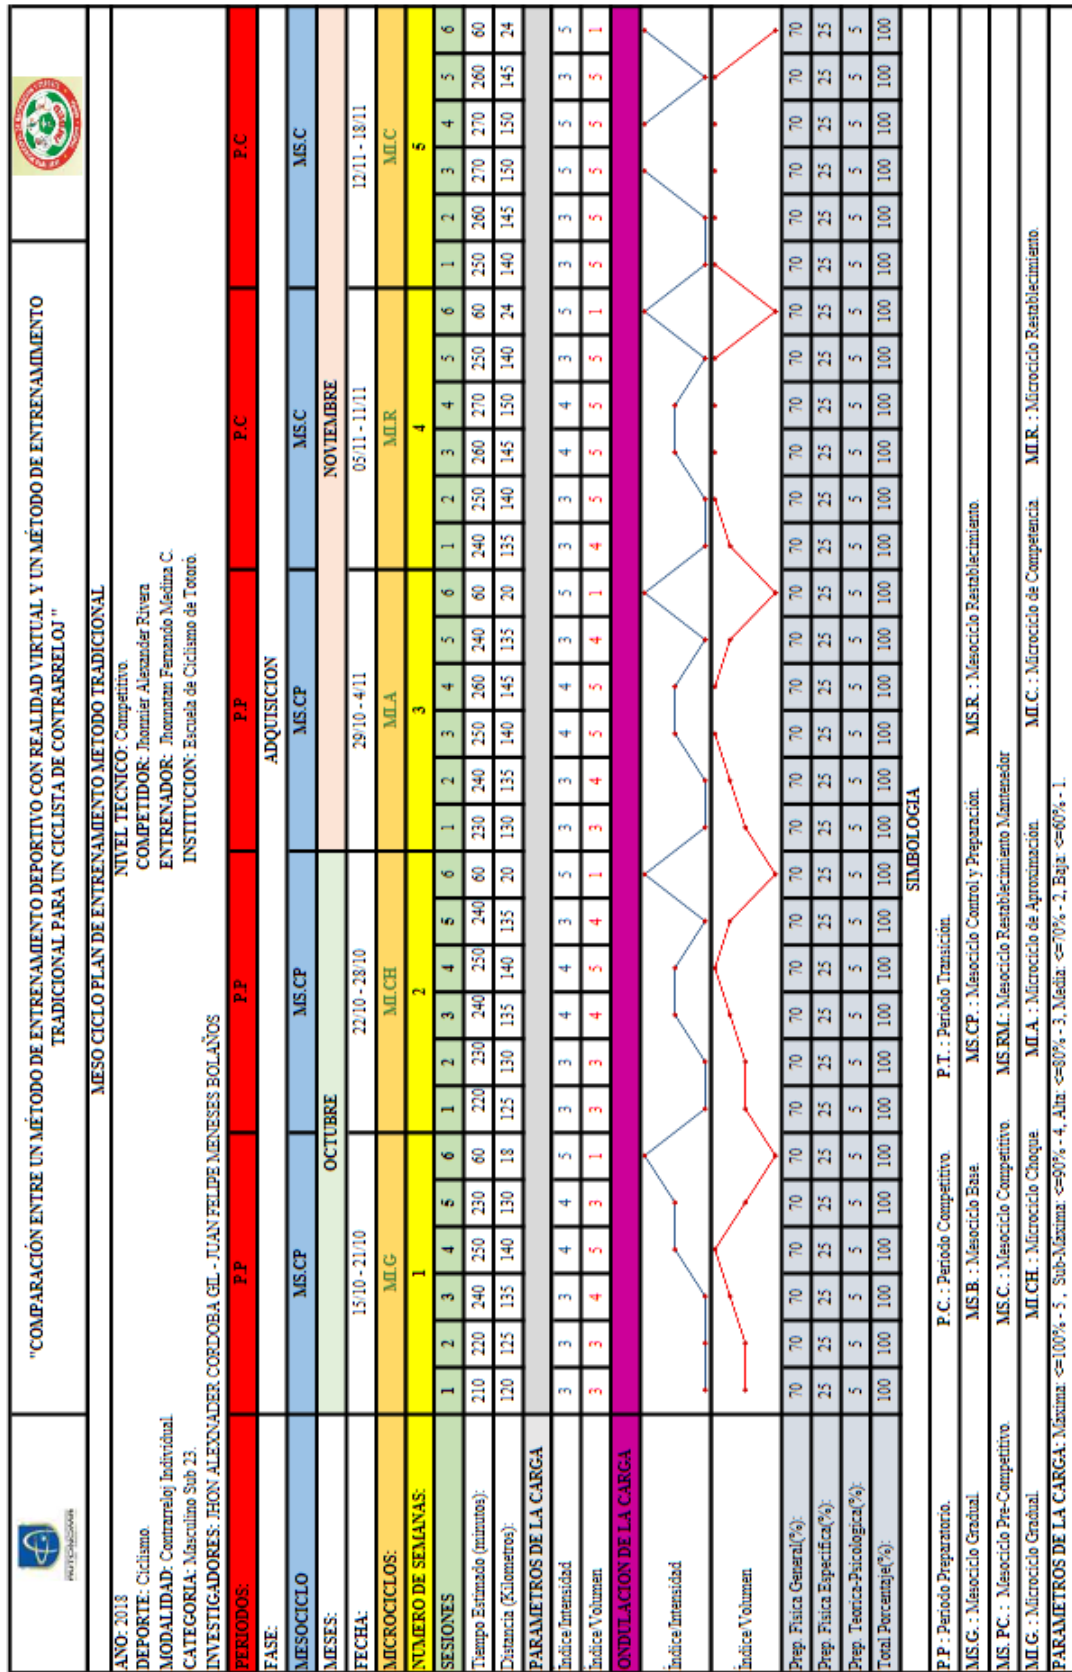 AUTONOMA
"COMPARACIÓN ENTRE UN MÉTODO DE ENTRENAMIENTO DEPORTIVO CON REALIDAD VIRTUAL Y UN MÉTODO DE ENTRENAMIMENTO
TRADICIONAL PARA UN CICLISTA DE CONTRARRELOJ"
MESO CICLO PLAN DE ENTRENAMIENTO METODO TRADICIONAL
AÑO: 2018 NIVEL TECNICO: Competitivo.
DEPORTE: Ciclismo. COMPETIDOR: Jhonnier Alexander Rivera
MODALIDAD: Contrarreloj Individual. ENTRENADOR: Jhonnatan Fernando Medina C.
CATEGORIA: Masculino Sub 23. INSTITUCION: Escuela de Ciclismo de Totoró.
INVESTIGADORES: JHON ALEXNADER CORDOBA GIL - JUAN FELIPE MENESES BOLAÑOS
PERIODOS: P.P P.P P.P P.C P.C
FASE: ADQUISICION
MESOCICLO MS.CP MS.CP MS.CP MS.C MS.C
MESES: OCTUBRE NOVIEMBRE
FECHA: 15/10 - 21/10 22/10 - 28/10 29/10 - 4/11 05/11 - 11/11 12/11 - 18/11
MICROCICLOS: MI.G MI.CH MI.A MI.R MI.C
NUMERO DE SEMANAS: 1 2 3 4 5
SESIONES 1 2 3 4 5 6 1 2 3 4 5 6 1 2 3 4 5 6 1 2 3 4 5 6 1 2 3 4 5 6
Tiempo Estimado (minutos): 210 220 240 250 230 60 220 230 240 250 240 60 230 240 250 260 240 60 240 250 260 270 250 60 250 260 270 270 260 60
Distancia (Kilometros): 120 125 135 140 130 18 125 130 135 140 135 20 130 135 140 145 135 20 135 140 145 150 140 24 140 145 150 150 145 24
PARAMETROS DE LA CARGA
Índice/Intensidad 3 3 3 4 4 5 3 3 4 4 3 5 3 3 4 4 3 5 3 3 4 4 3 5 3 3 5 5 3 5
Índice/Volumen 3 3 4 5 3 1 3 3 4 5 4 1 3 4 5 5 4 1 4 5 5 5 5 1 5 5 5 5 5 1
ONDULACION DE LA CARGA
Índice/Intensidad
Índice/Volumen
Prep. Fisica General(%): 70 70 70 70 70 70 70 70 70 70 70 70 70 70 70 70 70 70 70 70 70 70 70 70 70 70 70 70 70 70
Prep. Fisica Especifica(%): 25 25 25 25 25 25 25 25 25 25 25 25 25 25 25 25 25 25 25 25 25 25 25 25 25 25 25 25 25 25
Prep. Teorica-Psicologica(%): 5 5 5 5 5 5 5 5 5 5 5 5 5 5 5 5 5 5 5 5 5 5 5 5 5 5 5 5 5 5
Total Porcentaje(%): 100 100 100 100 100 100 100 100 100 100 100 100 100 100 100 100 100 100 100 100 100 100 100 100 100 100 100 100 100 100
SIMBOLOGIA
P.P : Periodo Preparatorio. P.C. : Periodo Competitivo. P.T. : Periodo Transición.
MS.G. : Mesociclo Gradual. MS.B. : Mesociclo Base. MS.CP. : Mesociclo Control y Preparación. MS.R. : Mesociclo Restablecimiento.
MS. PC. : Mesociclo Pre-Competitivo. MS.C. : Mesociclo Competitivo. MS.RM.: Mesociclo Restablecimiento Mantenedor
MI.G. : Microciclo Gradual. MI.CH. : Microciclo Choque. MI.A. : Microciclo de Aproximación. MI.C. : Microciclo de Competencia. MI.R. : Microciclo Restablecimiento.
PARAMETROS DE LA CARGA: Máxima: <=100% - 5 , Sub-Maxima: <=90% - 4, Alta: <=80% - 3, Media: <=70% - 2, Baja: <=60% - 1.